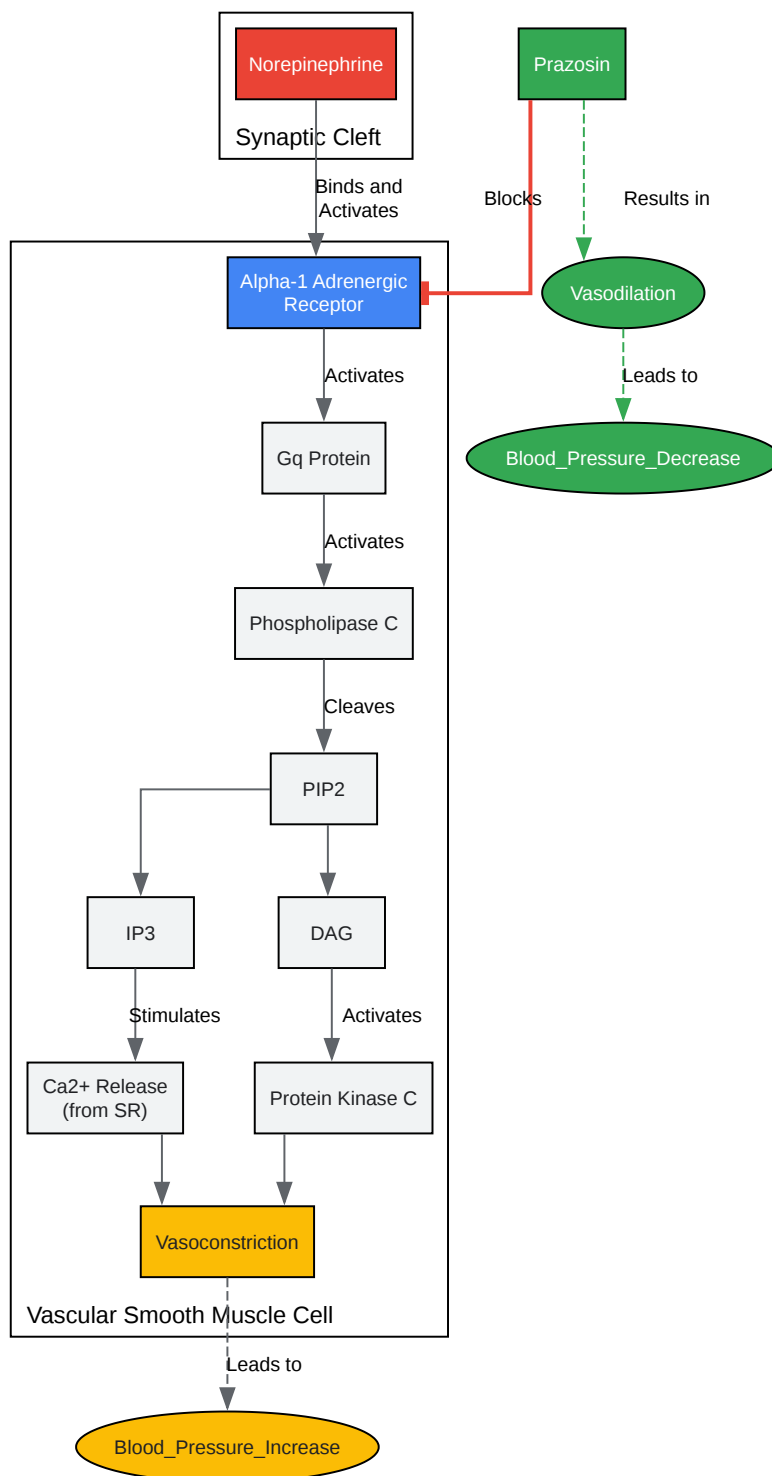 Norepinephrine
Prazosin
Synaptic Cleft
Binds and
Activates
Blocks
Results in
Alpha-1 Adrenergic
Receptor
Vasodilation
Activates
Leads to
Gq Protein
Blood_Pressure_Decrease
Activates
Phospholipase C
Cleaves
PIP2
IP3
DAG
Stimulates
Activates
Ca2+ Release
(from SR)
Protein Kinase C
Vasoconstriction
Vascular Smooth Muscle Cell
Leads to
Blood_Pressure_Increase